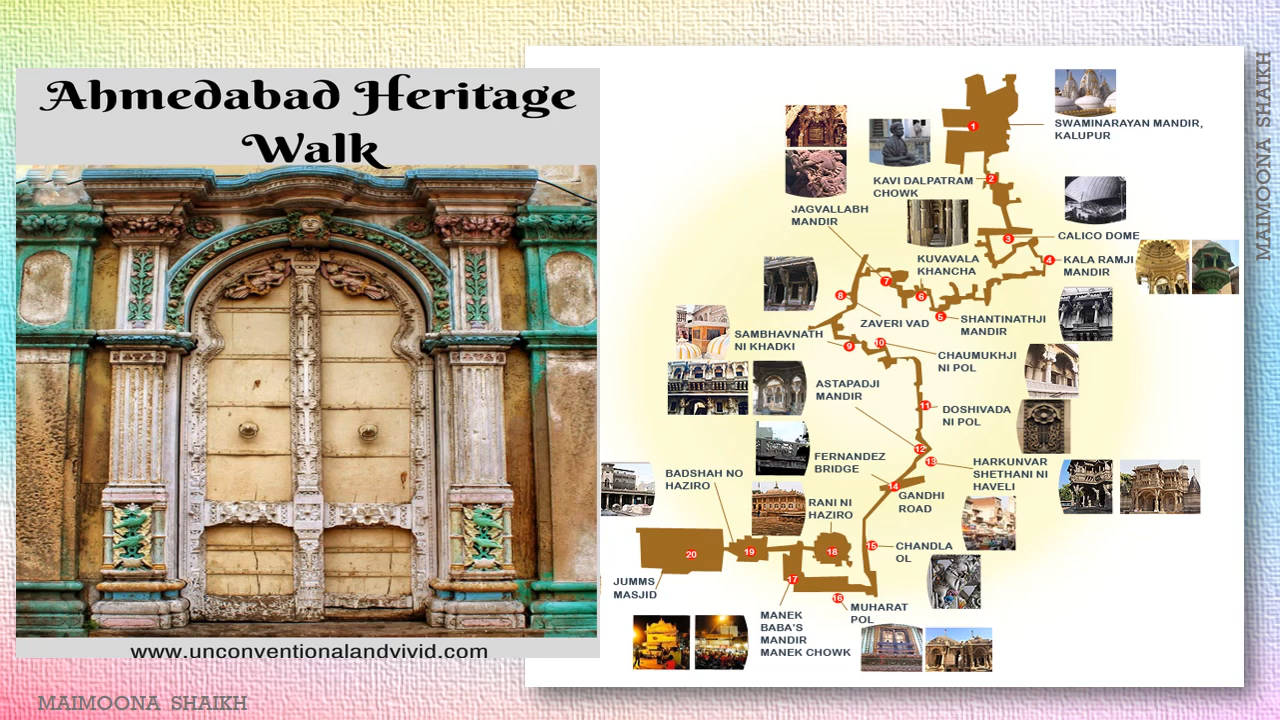 Ahmedabad Heritage
Walk
www.unconventionalandvivid.com
MAIMOONA SHAIKH
MAIMOONA SHAIKH
1
SWAMINARAYAN MANDIR,
KALUPUR
2
KAVI DALPATRAM
CHOWK
JAGVALLABH
MANDIR
3
CALICO DOME
4
KALA RAMJI
MANDIR
KUVAVALA
KHANCHA
7
6
8
5
SHANTINATHJI
MANDIR
ZAVERI VAD
SAMBHAVNATH
NI KHADKI
9
10
CHAUMUKHJI
NI POL
ASTAPADJI
MANDIR
11
DOSHIVADA
NI POL
12
13
HARKUNVAR
SHETHANI NI
HAVELI
FERNANDEZ
BRIDGE
14
GANDHI
ROAD
BADSHAH NO
HAZIRO
RANI NI
HAZIRO
15
CHANDLA
OL
20
19
18
JUMMS
MASJID
17
16
MUHARAT
POL
MANEK
BABA'S
MANDIR
MANEK CHOWK